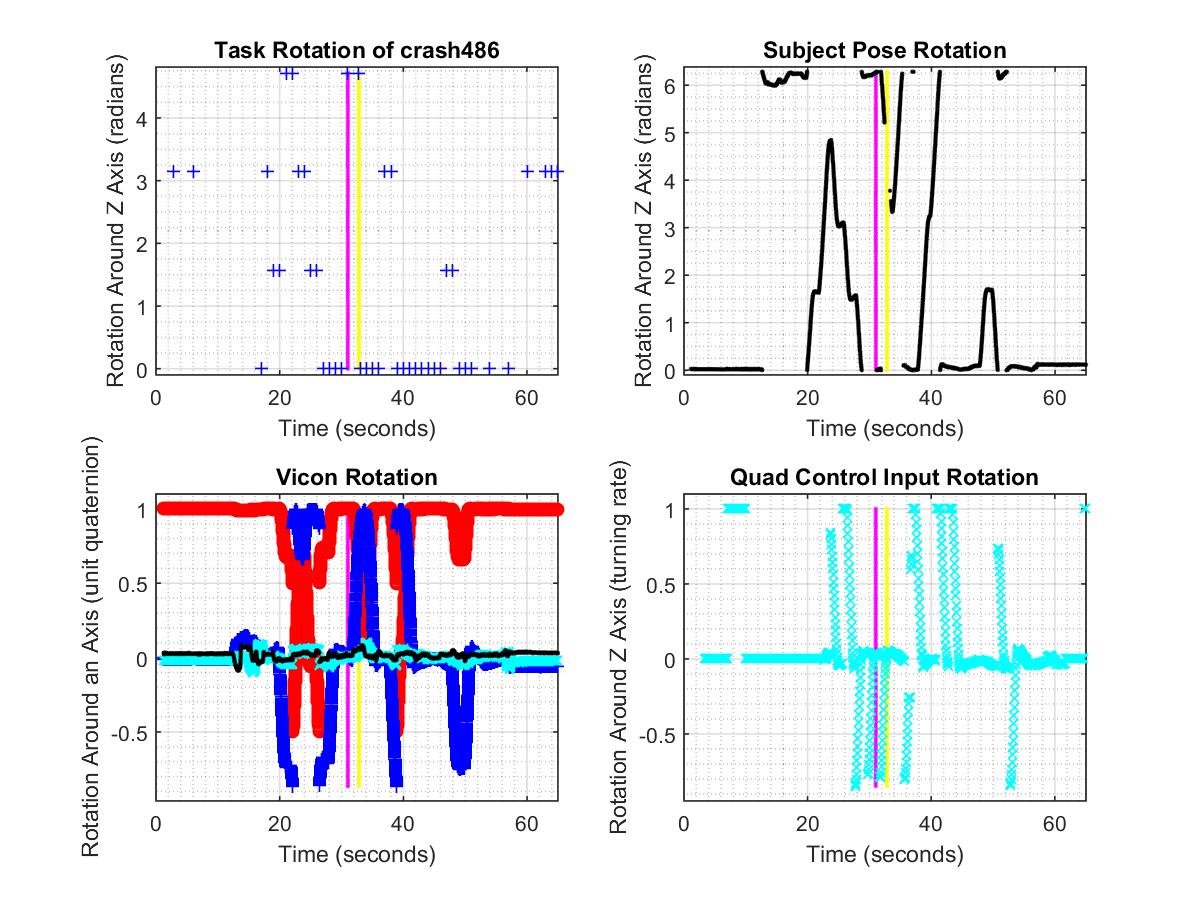 Task Rotation of crash486
Rotation Around Z Axis (radians)
4
3
2
1
0
0 20 40 60
Time (seconds)
Subject Pose Rotation
Rotation Around Z Axis (radians)
6
5
4
3
2
1
0
0 20 40 60
Time (seconds)
Vicon Rotation
Rotation Around an Axis (unit quaternion)
1
0.5
0
-0.5
0 20 40 60
Time (seconds)
Quad Control Input Rotation
Rotation Around Z Axis (turning rate)
1
0.5
0
-0.5
0 20 40 60
Time (seconds)